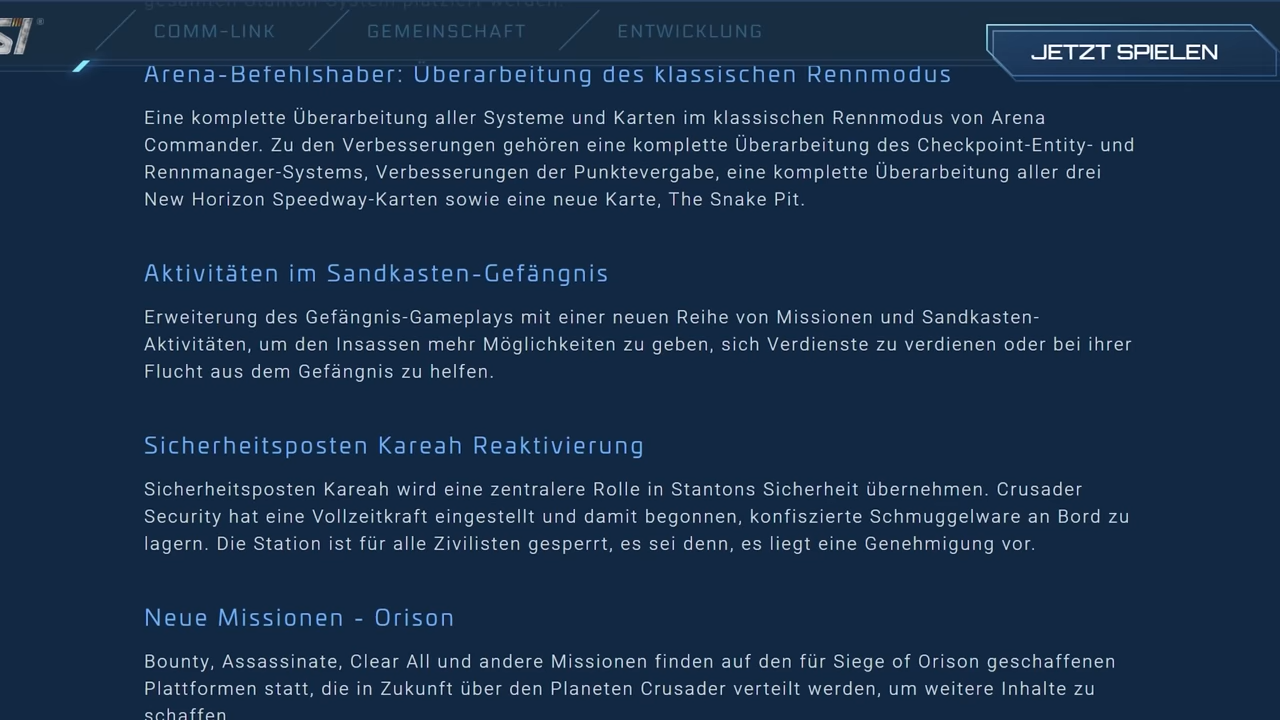 COMM-LINK
GEMEINSCHAFT
ENTWICKLUNG
JETZT SPIELEN
Arena-Befehlshaber: Überarbeitung des klassischen Rennmodus
Eine komplette Überarbeitung aller Systeme und Karten im klassischen Rennmodus von Arena
Commander. Zu den Verbesserungen gehören eine komplette Überarbeitung des Checkpoint-Entity- und
Rennmanager-Systems, Verbesserungen der Punktevergabe, eine komplette Überarbeitung aller drei
New Horizon Speedway-Karten sowie eine neue Karte, The Snake Pit.
Aktivitäten im Sandkasten-Gefängnis
Erweiterung des Gefängnis-Gameplays mit einer neuen Reihe von Missionen und Sandkasten-
Aktivitäten, um den Insassen mehr Möglichkeiten zu geben, sich Verdienste zu verdienen oder bei ihrer
Flucht aus dem Gefängnis zu helfen.
Sicherheitsposten Kareah Reaktivierung
Sicherheitsposten Kareah wird eine zentralere Rolle in Stantons Sicherheit übernehmen. Crusader
Security hat eine Vollzeitkraft eingestellt und damit begonnen, konfiszierte Schmuggelware an Bord zu
lagern. Die Station ist für alle Zivilisten gesperrt, es sei denn, es liegt eine Genehmigung vor.
Neue Missionen - Orison
Bounty, Assassinate, Clear All und andere Missionen finden auf den für Siege of Orison geschaffenen
Plattformen statt, die in Zukunft über den Planeten Crusader verteilt werden, um weitere Inhalte zu
schaffen.